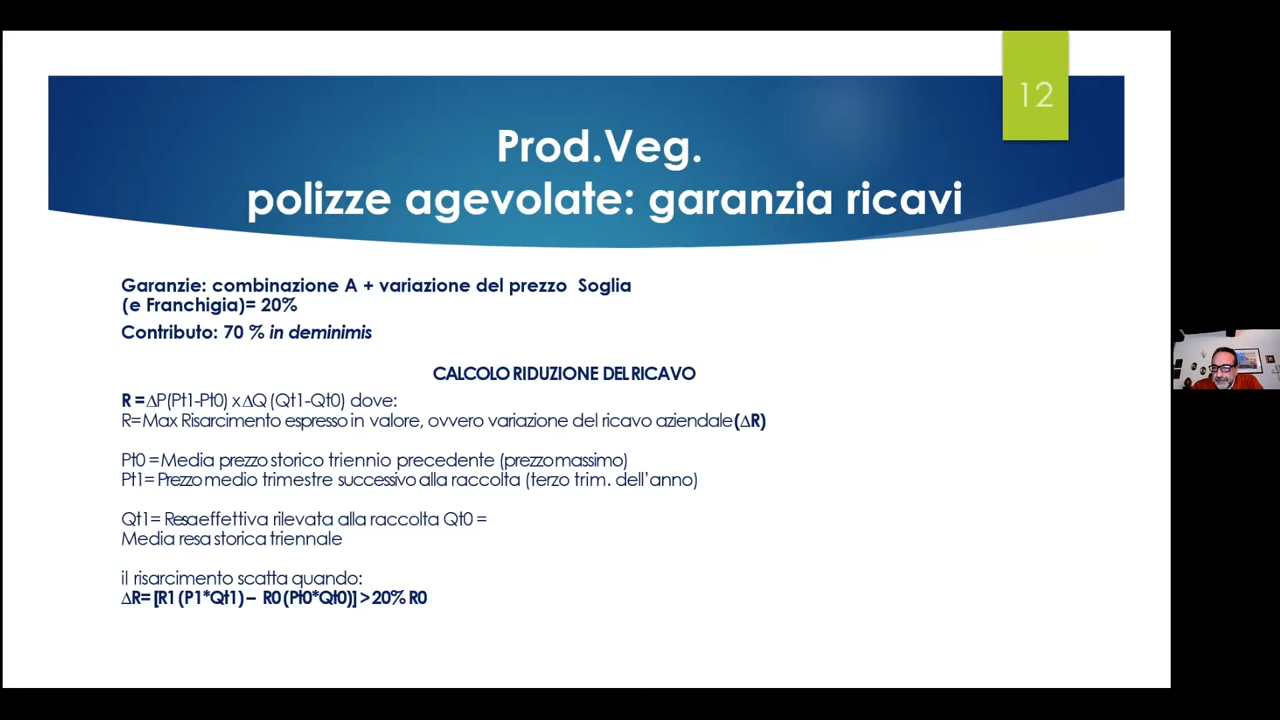 12
Prod.Veg.
polizze agevolate: garanzia ricavi
Garanzie: combinazione A + variazione del prezzo Soglia
(e Franchigia)= 20%
Contributo: 70 % in deminimis
CALCOLO RIDUZIONE DEL RICAVO
R =∆P(Pt1-Pt0) x∆Q (Qt1-Qt0) dove:
R=Max Risarcimento espresso in valore, ovvero variazione del ricavo aziendale(∆R)
Pt0 =Media prezzo storico triennio precedente (prezzo massimo)
Pt1= Prezzo medio trimestre successivo alla raccolta (terzo trim. dell’anno)
Qt1= Resa effettiva rilevata alla raccolta Qt0 =
Media resa storica triennale
il risarcimento scatta quando:
∆R= [R1 (P1*Qt1) – R0 (Pt0*Qt0)] > 20% R0